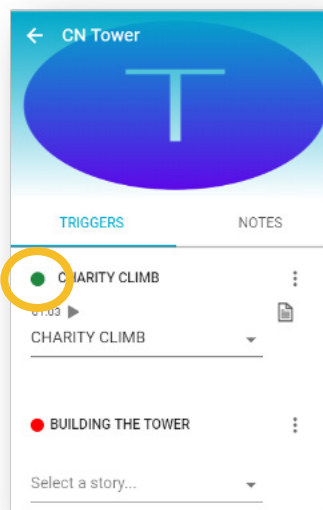 CN Tower
T
TRIGGERS NOTES
CHARITY CLIMB
01:03
CHARITY CLIMB
BUILDING THE TOWER
Select a story...